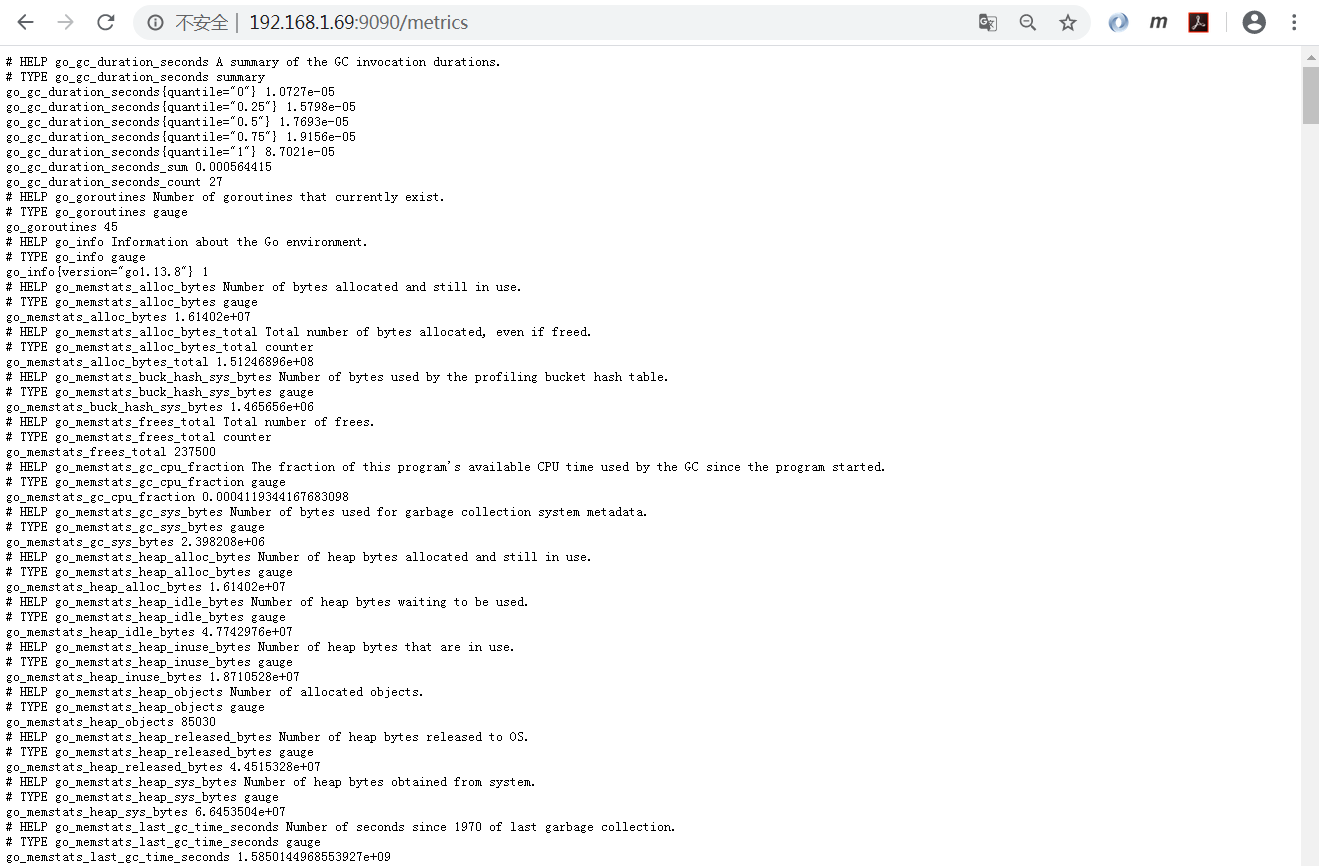 不安全 | 192.168.1.69:9090/metrics
# HELP go_gc_duration_seconds A summary of the GC invocation durations.
# TYPE go_gc_duration_seconds summary
go_gc_duration_seconds{quantile="0"} 1.0727e-05
go_gc_duration_seconds{quantile="0.25"} 1.5798e-05
go_gc_duration_seconds{quantile="0.5"} 1.7693e-05
go_gc_duration_seconds{quantile="0.75"} 1.9156e-05
go_gc_duration_seconds{quantile="1"} 8.7021e-05
go_gc_duration_seconds_sum 0.000564415
go_gc_duration_seconds_count 27
# HELP go_goroutines Number of goroutines that currently exist.
# TYPE go_goroutines gauge
go_goroutines 45
# HELP go_info Information about the Go environment.
# TYPE go_info gauge
go_info{version="go1.13.8"} 1
# HELP go_memstats_alloc_bytes Number of bytes allocated and still in use.
# TYPE go_memstats_alloc_bytes gauge
go_memstats_alloc_bytes 1.61402e+07
# HELP go_memstats_alloc_bytes_total Total number of bytes allocated, even if freed.
# TYPE go_memstats_alloc_bytes_total counter
go_memstats_alloc_bytes_total 1.51246896e+08
# HELP go_memstats_buck_hash_sys_bytes Number of bytes used by the profiling bucket hash table.
# TYPE go_memstats_buck_hash_sys_bytes gauge
go_memstats_buck_hash_sys_bytes 1.465656e+06
# HELP go_memstats_frees_total Total number of frees.
# TYPE go_memstats_frees_total counter
go_memstats_frees_total 237500
# HELP go_memstats_gc_cpu_fraction The fraction of this program's available CPU time used by the GC since the program started.
# TYPE go_memstats_gc_cpu_fraction gauge
go_memstats_gc_cpu_fraction 0.0004119344167683098
# HELP go_memstats_gc_sys_bytes Number of bytes used for garbage collection system metadata.
# TYPE go_memstats_gc_sys_bytes gauge
go_memstats_gc_sys_bytes 2.398208e+06
# HELP go_memstats_heap_alloc_bytes Number of heap bytes allocated and still in use.
# TYPE go_memstats_heap_alloc_bytes gauge
go_memstats_heap_alloc_bytes 1.61402e+07
# HELP go_memstats_heap_idle_bytes Number of heap bytes waiting to be used.
# TYPE go_memstats_heap_idle_bytes gauge
go_memstats_heap_idle_bytes 4.7742976e+07
# HELP go_memstats_heap_inuse_bytes Number of heap bytes that are in use.
# TYPE go_memstats_heap_inuse_bytes gauge
go_memstats_heap_inuse_bytes 1.8710528e+07
# HELP go_memstats_heap_objects Number of allocated objects.
# TYPE go_memstats_heap_objects gauge
go_memstats_heap_objects 85030
# HELP go_memstats_heap_released_bytes Number of heap bytes released to OS.
# TYPE go_memstats_heap_released_bytes gauge
go_memstats_heap_released_bytes 4.4515328e+07
# HELP go_memstats_heap_sys_bytes Number of heap bytes obtained from system.
# TYPE go_memstats_heap_sys_bytes gauge
go_memstats_heap_sys_bytes 6.6453504e+07
# HELP go_memstats_last_gc_time_seconds Number of seconds since 1970 of last garbage collection.
# TYPE go_memstats_last_gc_time_seconds gauge
go_memstats_last_gc_time_seconds 1.5850144968553927e+09